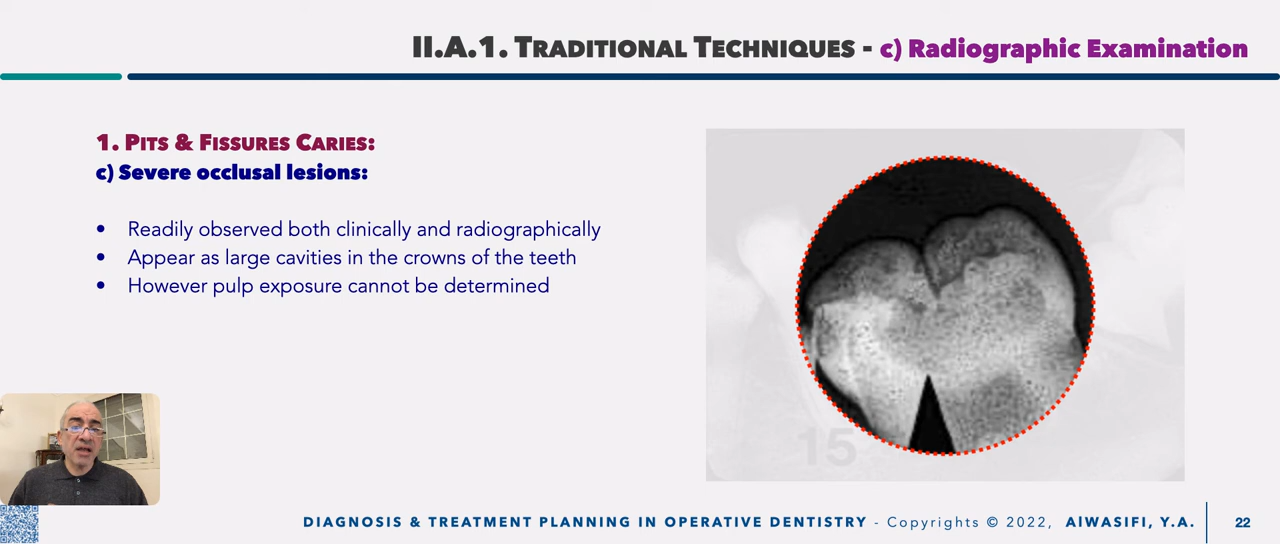 II.A.1. TRADITIONAL TECHNIQUES - c) Radiographic Examination
1. PITS & FISSURES CARIES:
c) Severe occlusal lesions:
• Readily observed both clinically and radiographically
• Appear as large cavities in the crowns of the teeth
• However pulp exposure cannot be determined
15
DIAGNOSIS & TREATMENT PLANNING IN OPERATIVE DENTISTRY - Copyrights © 2022, AlWASIFI, Y.A. 22